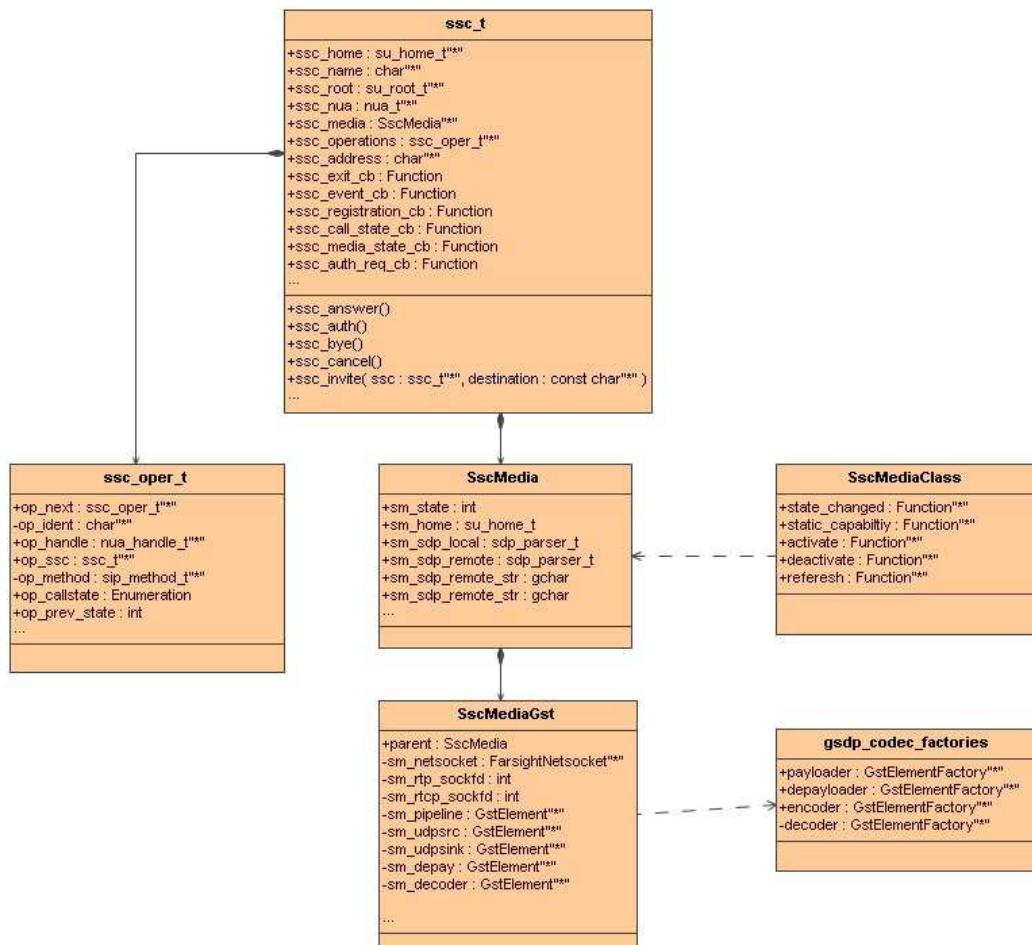 ssc_t
+ssc_home : su_home_t"*"
+ssc_name : char"*"
+ssc_root : su_root_t"*"
+ssc_nua : nua_t"*"
+ssc_media : SscMedia"*"
+ssc_operations : ssc_oper_t"*"
+ssc_address : char"*"
+ssc_exit_cb : Function
+ssc_event_cb : Function
+ssc_registration_cb : Function
+ssc_call_state_cb : Function
+ssc_media_state_cb : Function
+ssc_auth_req_cb : Function
...
+ssc_answer()
+ssc_auth()
+ssc_bye()
+ssc_cancel()
+ssc_invite( ssc : ssc_t"*", destination : const char"*" )
...
ssc_oper_t
+op_next : ssc_oper_t"*"
-op_ident : char"*"
+op_handle : nua_handle_t"*"
+op_ssc : ssc_t"*"
-op_method : sip_method_t"*"
+op_callstate : Enumeration
+op_prev_state : int
...
SscMedia
+sm_state : int
+sm_home : su_home_t
+sm_sdp_local : sdp_parser_t
+sm_sdp_remote : sdp_parser_t
+sm_sdp_remote_str : gchar
+sm_sdp_remote_str : gchar
...
SscMediaClass
+state_changed : Function"*"
+static_capabiltiy : Function"*"
+activate : Function"*"
+deactivate : Function"*"
+referesh : Function"*"
SscMediaGst
+parent : SscMedia
-sm_netsocket : FarsightNetsocket"*"
-sm_rtp_sockfd : int
-sm_rtcp_sockfd : int
-sm_pipeline : GstElement"*"
-sm_udpsrc : GstElement"*"
-sm_udpsink : GstElement"*"
-sm_depay : GstElement"*"
-sm_decoder : GstElement"*"
...
gsdp_codec_factories
+payloader : GstElementFactory"*"
+depayloader : GstElementFactory"*"
+encoder : GstElementFactory"*"
-decoder : GstElementFactory"*"